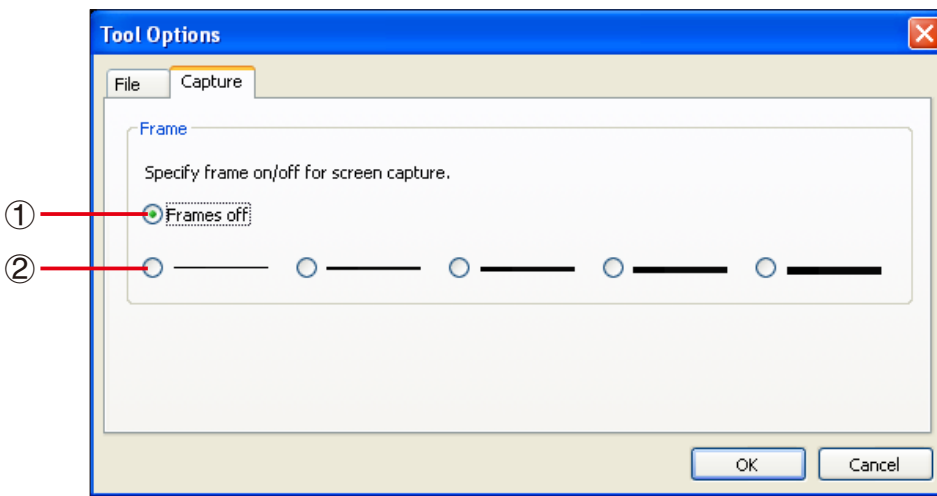 Tool Options
File Capture
Frame
Specify frame on/off for screen capture.
① Frames off
②
OK Cancel